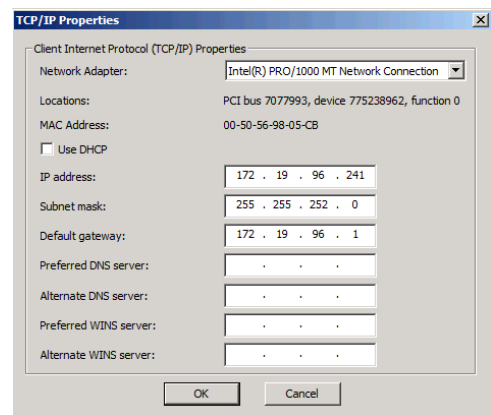 TCP/IP Properties
Client Internet Protocol (TCP/IP) Properties
Network Adapter: Intel(R) PRO/1000 MT Network Connection
Locations: PCI bus 7077993, device 775238962, function 0
MAC Address: 00-50-56-98-05-CB
Use DHCP
IP address: 172 . 19 . 96 . 241
Subnet mask: 255 . 255 . 252 . 0
Default gateway: 172 . 19 . 96 . 1
Preferred DNS server: . . .
Alternate DNS server: . . .
Preferred WINS server: . . .
Alternate WINS server: . . .
OK Cancel